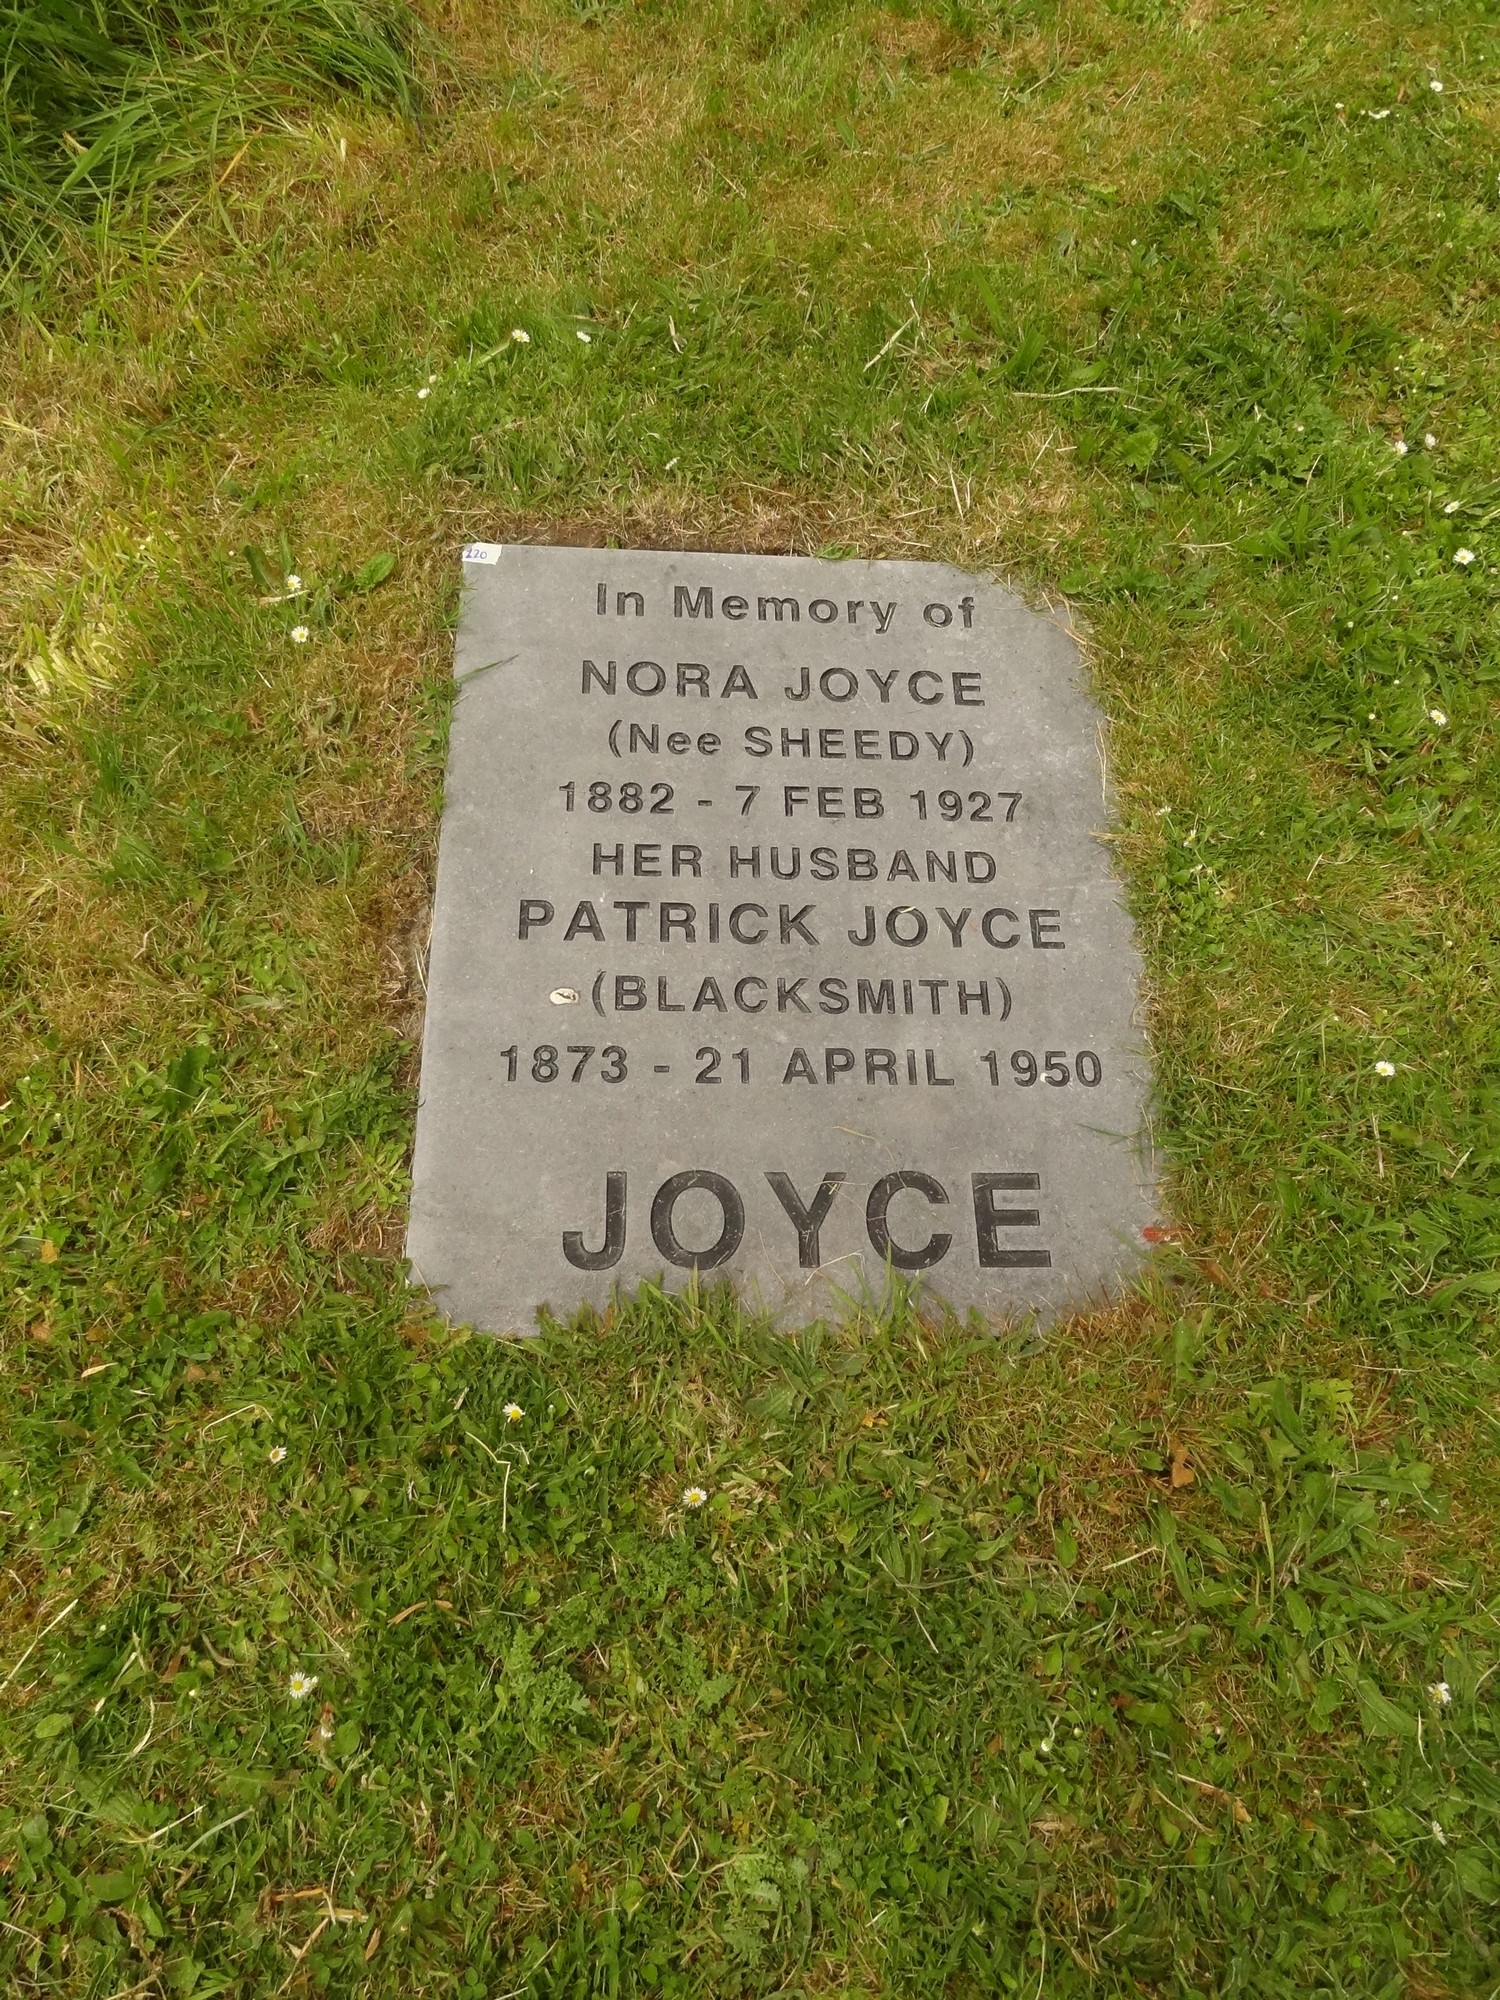 220
In Memory of
NORA JOYCE
(Nee SHEEDY)
1882 - 7 FEB 1927
HER HUSBAND
PATRICK JOYCE
(BLACKSMITH)
1873 - 21 APRIL 1950
JOYCE